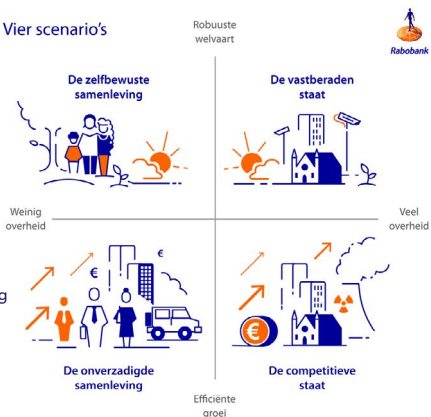 Vier scenario's
Robuuste
welvaart
Rabobank
De zelfbewuste
samenleving
De vastberaden
staat
Weinig
overheid
Veel
overheid
€
€
g
€
De onverzadigde
samenleving
De competitieve
staat
Efficiënte
groei